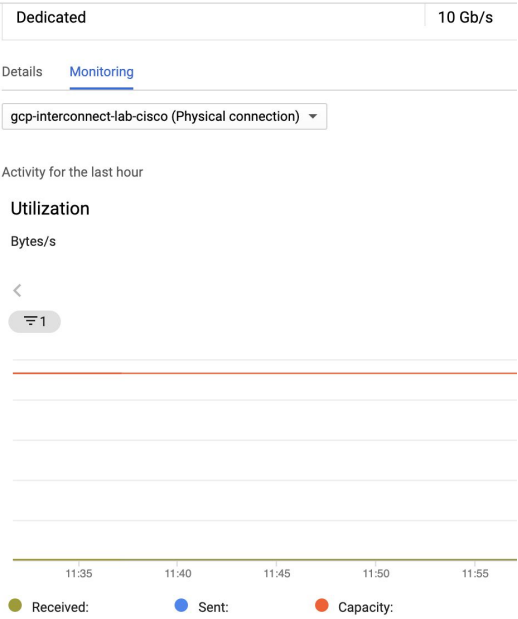 Dedicated 10 Gb/s
Details Monitoring
gcp-interconnect-lab-cisco (Physical connection)
Activity for the last hour
Utilization
Bytes/s
1
11:35 11:40 11:45 11:50 11:55
Received: Sent: Capacity: